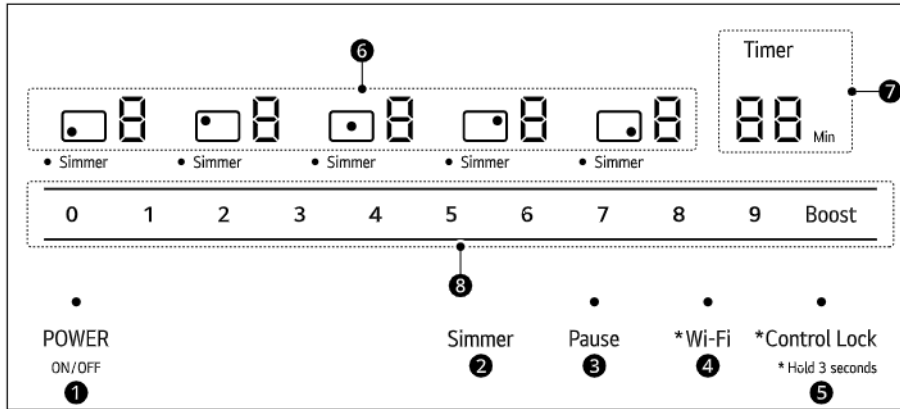 6
Timer
8 8 8 8 8 88 Min
7
• Simmer • Simmer • Simmer • Simmer • Simmer
0 1 2 3 4 5 6 7 8 9 Boost
8
POWER Simmer Pause *Wi-Fi *Control Lock
ON/OFF 2 3 4 * Hold 3 seconds
1 5